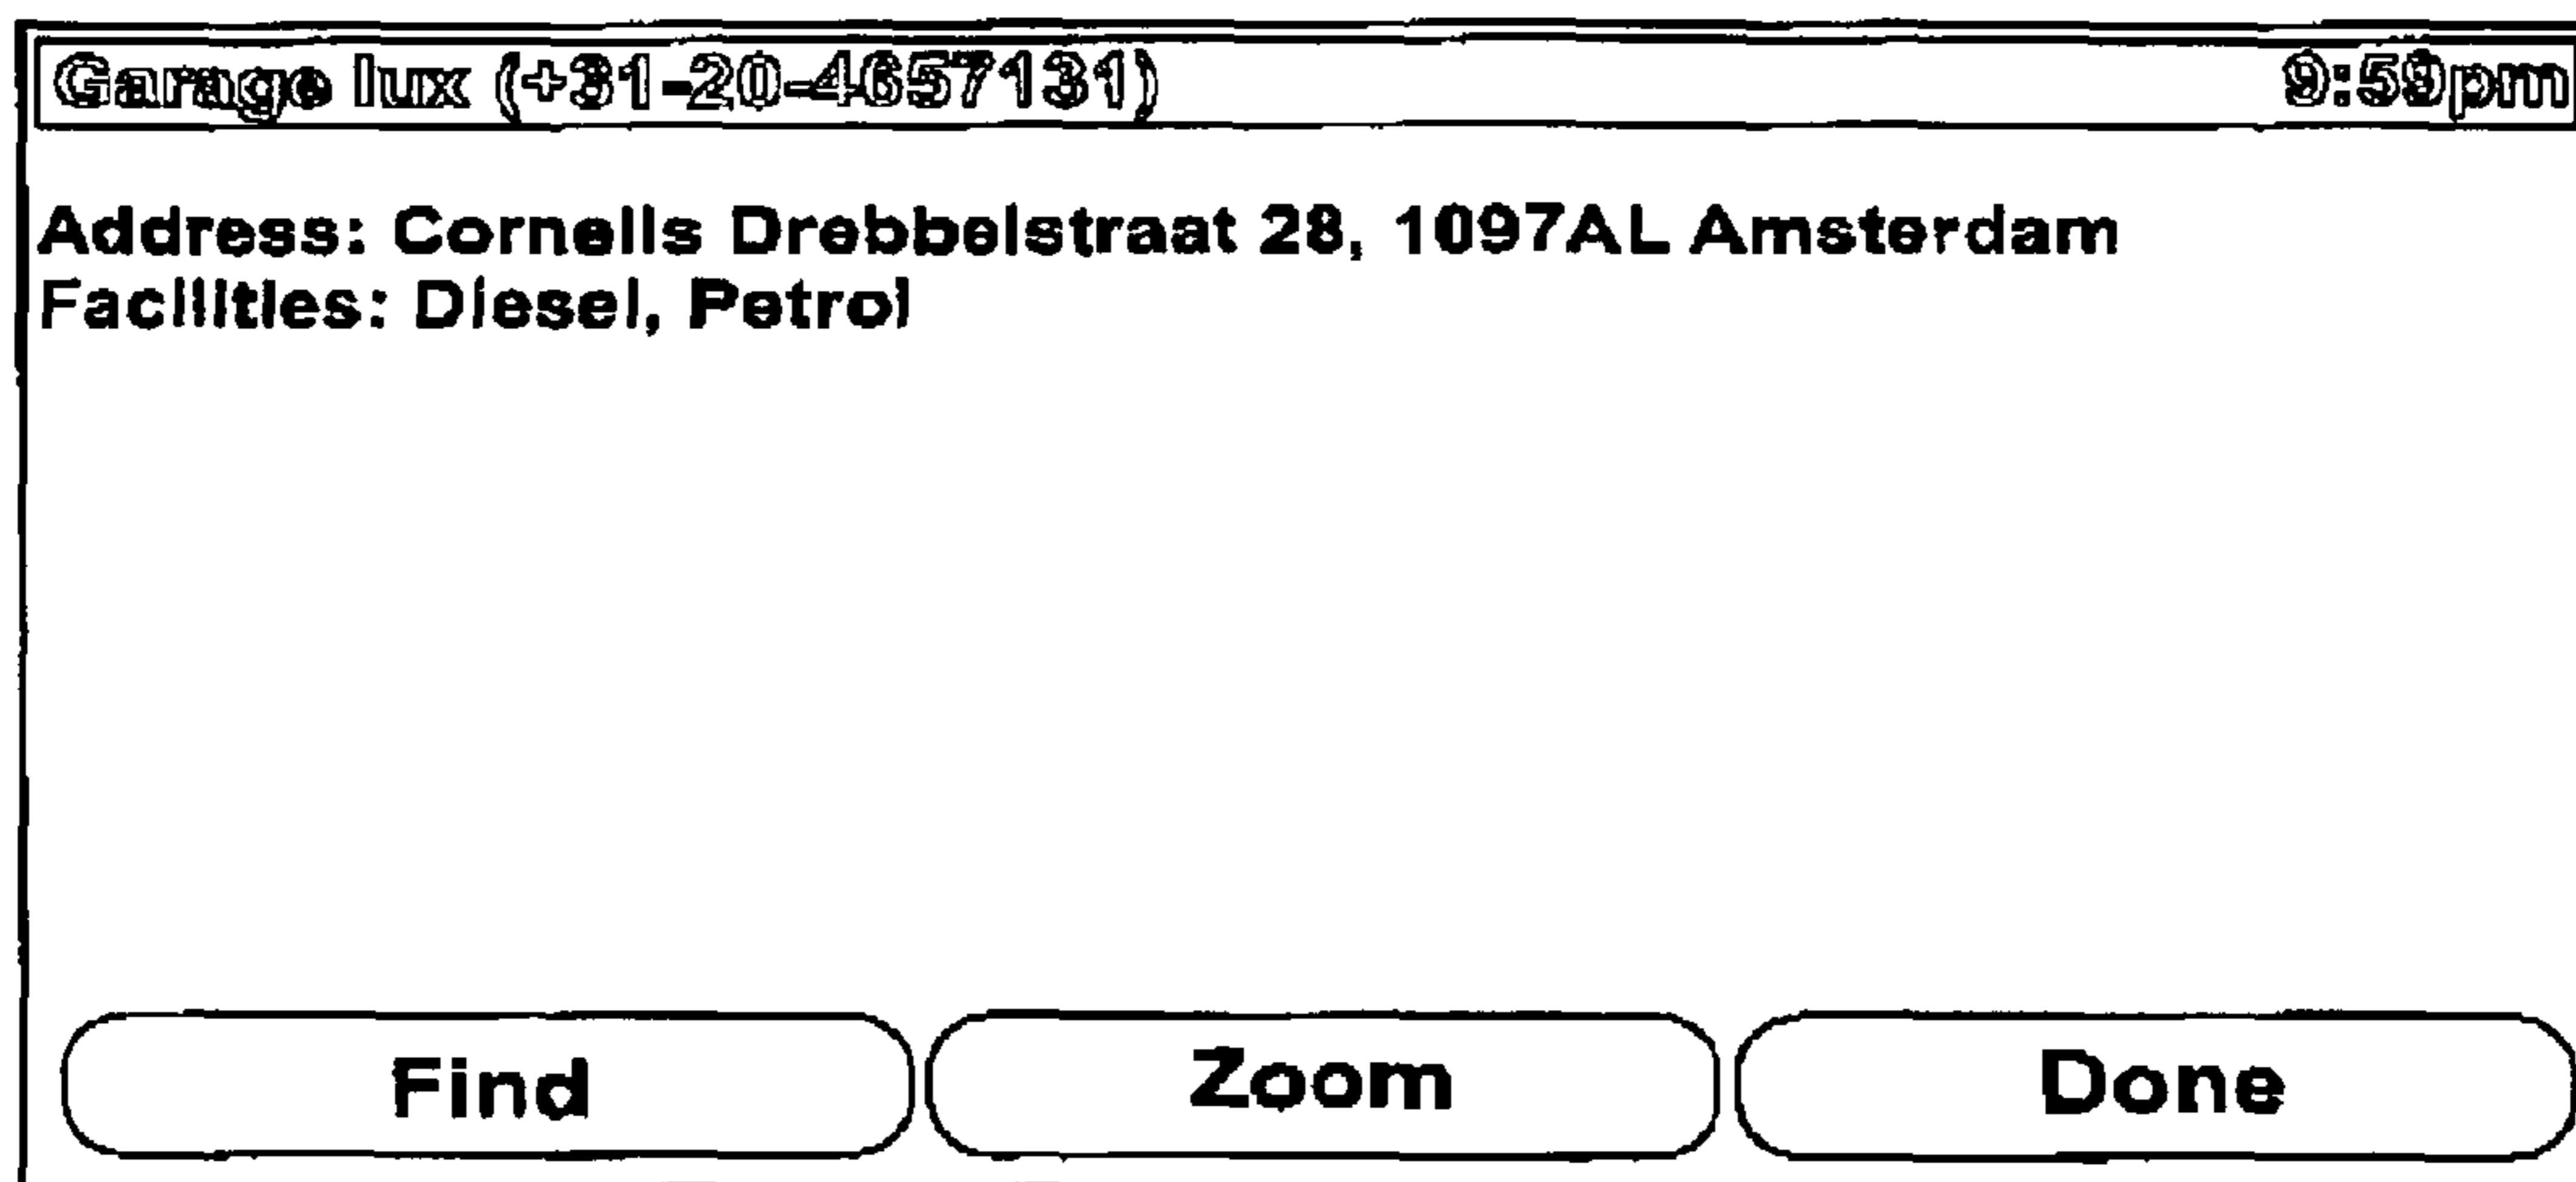 Garage lux (+31-20-4657131) 9:59pm
Address: Cornelis Drebbelstraat 28, 1097AL Amsterdam
Facilities: Diesel, Petrol
Find Zoom Done